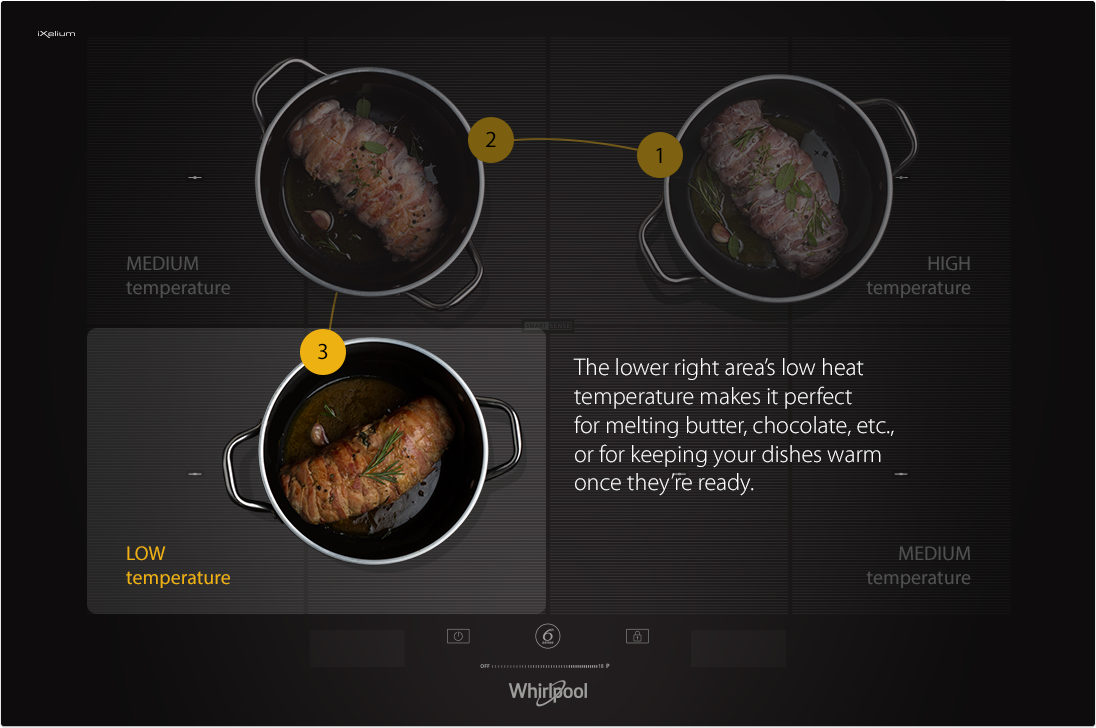 iXelium
2
1
MEDIUM
temperature
HIGH
temperature
3
The lower right area’s low heat
temperature makes it perfect
for melting butter, chocolate, etc.,
or for keeping your dishes warm
once they’re ready.
LOW
temperature
MEDIUM
temperature
6
OFF
18 P
Whirlpool